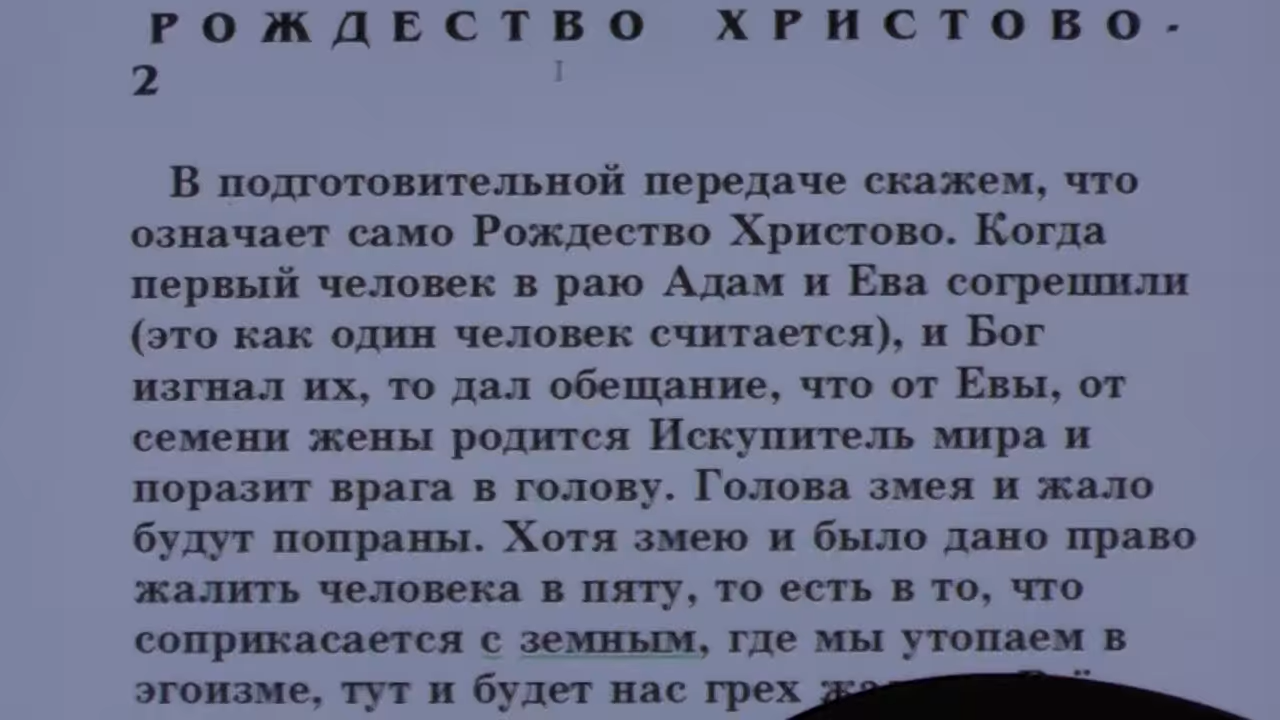 РОЖДЕСТВО ХРИСТОВО-
2
В подготовительной передаче скажем, что
означает само Рождество Христово. Когда
первый человек в раю Адам и Ева согрешили
(это как один человек считается), и Бог
изгнал их, то дал обещание, что от Евы, от
семени жены родится Искупитель мира и
поразит врага в голову. Голова змея и жало
будут попраны. Хотя змею и было дано право
жалить человека в пяту, то есть в то, что
соприкасается с земным, где мы утопаем в
эгоизме, тут и будет нас грех